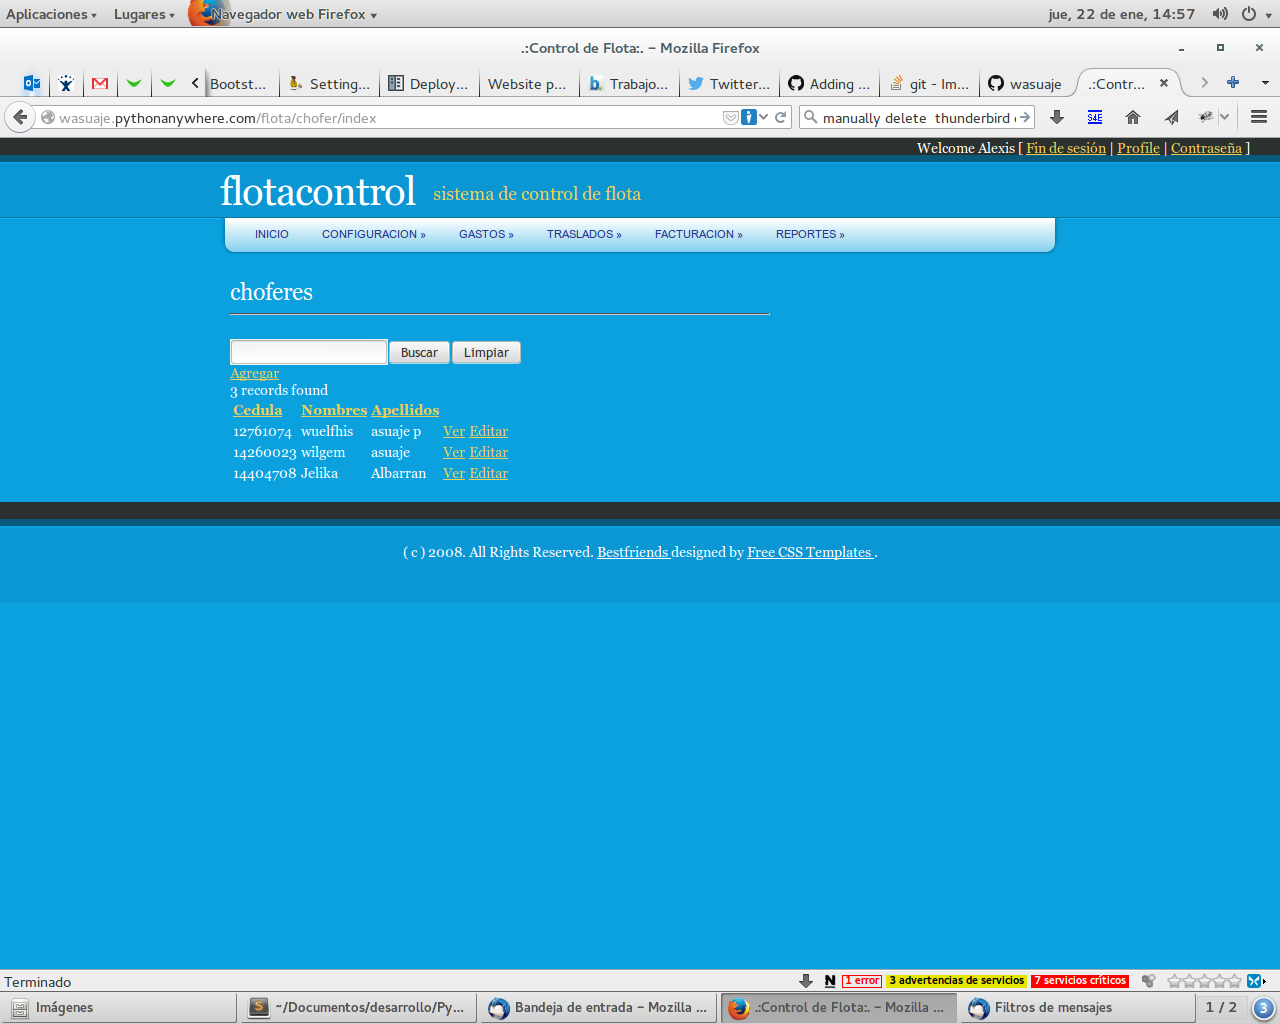 Aplicaciones Lugares Navegador web Firefox jue, 22 de ene, 14:57
.:Control de Flota:. – Mozilla Firefox
Bootst... Setting... Deploy... Website p... Trabajo... Twitter... Adding ... git - Im... wasuaje .:Contr...
wasuaje.pythonanywhere.com/flota/chofer/index manually delete thunderbird
Welcome Alexis [ Fin de sesión | Profile | Contraseña ]
flotacontrol sistema de control de flota
INICIO CONFIGURACION » GASTOS » TRASLADOS » FACTURACION » REPORTES »
choferes
Buscar Limpiar
Agregar
3 records found
Cedula Nombres Apellidos
12761074 wuelfhis asuaje p Ver Editar
14260023 wilgem asuaje Ver Editar
14404708 Jelika Albarran Ver Editar
( c ) 2008. All Rights Reserved. Bestfriends designed by Free CSS Templates .
Terminado N 1 error 3 advertencias de servicios 7 servicios críticos
Imágenes ~/Documentos/desarrollo/Py... Bandeja de entrada – Mozilla ... .:Control de Flota:. – Mozilla ... Filtros de mensajes 1 / 2 3